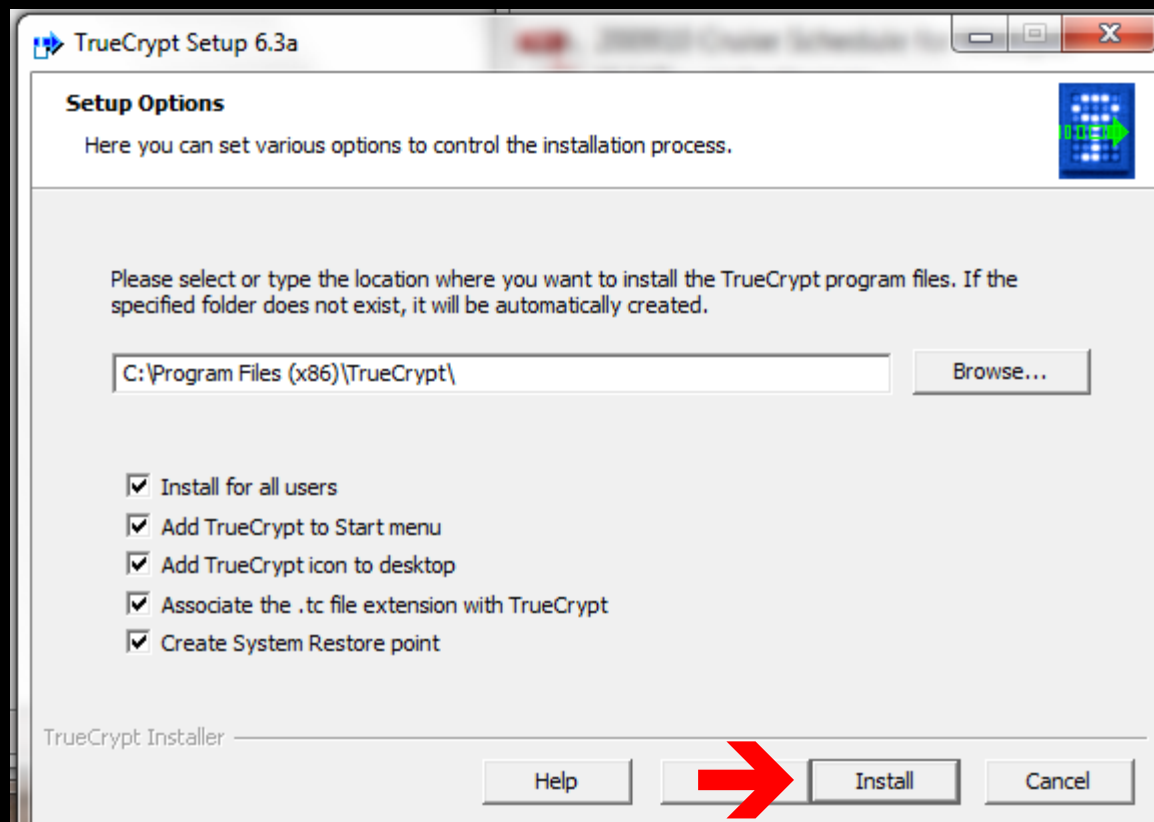 TrueCrypt Setup 6.3a
Setup Options
Here you can set various options to control the installation process.
Please select or type the location where you want to install the TrueCrypt program files. If the
specified folder does not exist, it will be automatically created.
C:\Program Files (x86)\TrueCrypt\
Browse...
Install for all users
Add TrueCrypt to Start menu
Add TrueCrypt icon to desktop
Associate the .tc file extension with TrueCrypt
Create System Restore point
TrueCrypt Installer
Help
Install
Cancel